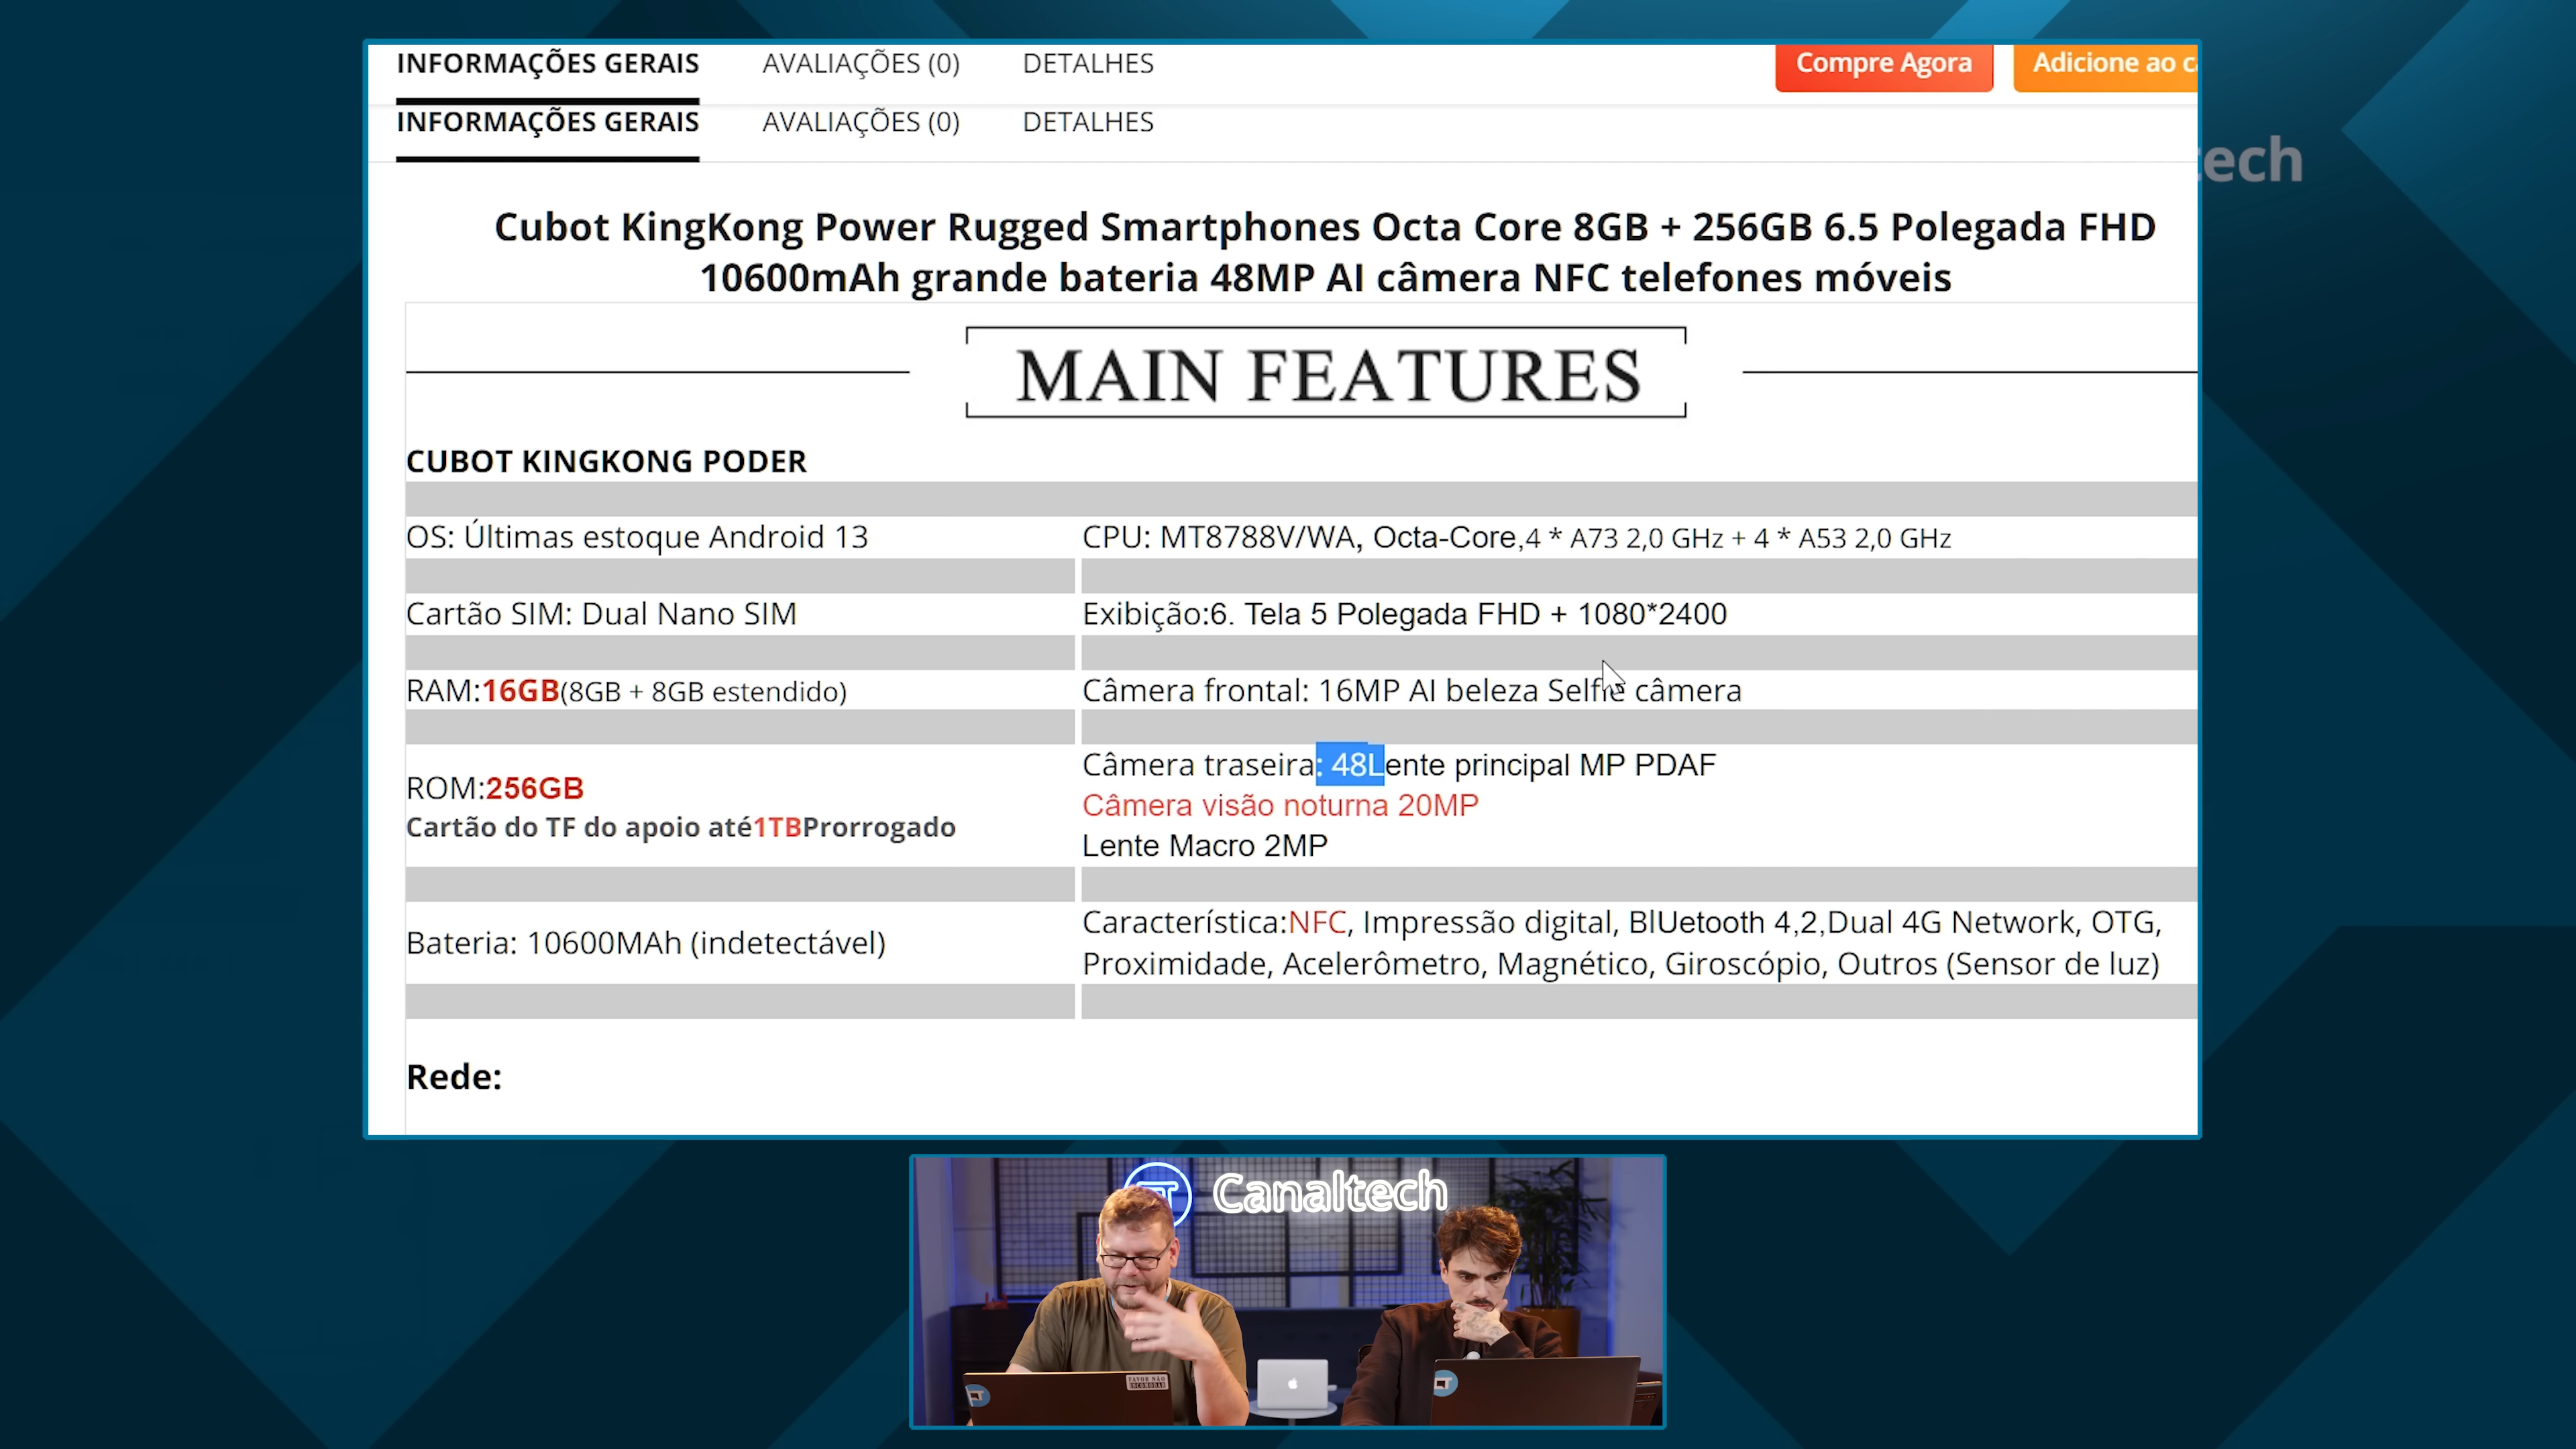 INFORMAÇÕES GERAIS AVALIAÇÕES (0) DETALHES Compre Agora Adicione ao
INFORMAÇÕES GERAIS AVALIAÇÕES (0) DETALHES
tech
Cubot KingKong Power Rugged Smartphones Octa Core 8GB + 256GB 6.5 Polegada FHD
10600mAh grande bateria 48MP AI câmera NFC telefones móveis
MAIN FEATURES
CUBOT KINGKONG PODER
OS: Últimas estoque Android 13 CPU: MT8788V/WA, Octa-Core,4 * A73 2,0 GHz + 4 * A53 2,0 GHz
Cartão SIM: Dual Nano SIM Exibição:6. Tela 5 Polegada FHD + 1080*2400
RAM:16GB(8GB + 8GB estendido) Câmera frontal: 16MP AI beleza Selfie câmera
ROM:256GB
Cartão do TF do apoio até1TBProrrogado
Câmera traseira: 48Lente principal MP PDAF
Câmera visão noturna 20MP
Lente Macro 2MP
Bateria: 10600MAh (indetectável)
Característica:NFC, Impressão digital, BlUetooth 4,2,Dual 4G Network, OTG,
Proximidade, Acelerômetro, Magnético, Giroscópio, Outros (Sensor de luz)
Rede:
Canaltech
FAVOR NÃO
INCOMODAR